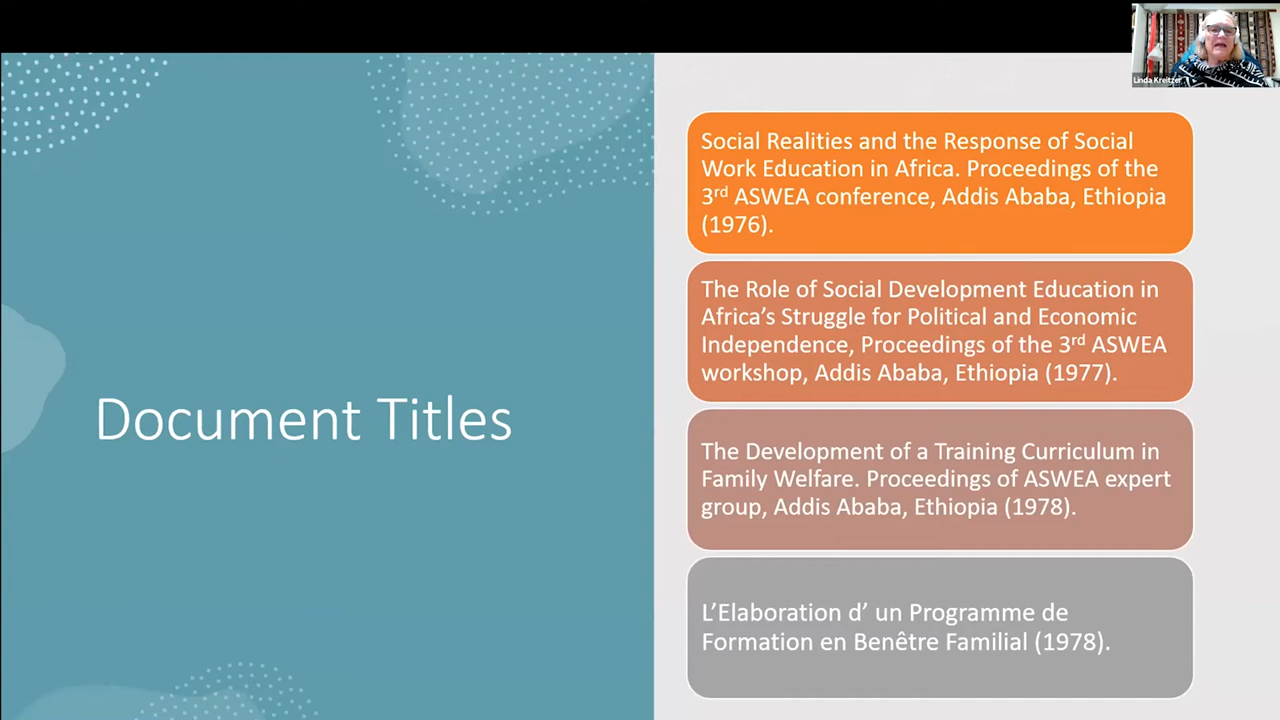 Linda Kreitzer
Document Titles
Social Realities and the Response of Social
Work Education in Africa. Proceedings of the
3rd ASWEA conference, Addis Ababa, Ethiopia
(1976).
The Role of Social Development Education in
Africa's Struggle for Political and Economic
Independence, Proceedings of the 3rd ASWEA
workshop, Addis Ababa, Ethiopia (1977).
The Development of a Training Curriculum in
Family Welfare. Proceedings of ASWEA expert
group, Addis Ababa, Ethiopia (1978).
L'Elaboration d' un Programme de
Formation en Benêtre Familial (1978).